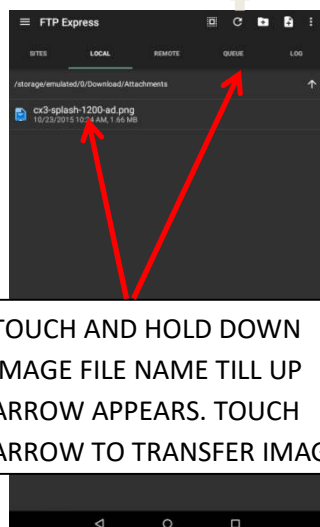 FTP Express
SITES LOCAL REMOTE QUEUE LOG
/storage/emulated/0/Download/Attachments
cx3-splash-1200-ad.png
10/23/2015 10:24 AM, 1.66 MB
TOUCH AND HOLD DOWN
IMAGE FILE NAME TILL UP
ARROW APPEARS. TOUCH
ARROW TO TRANSFER IMAG